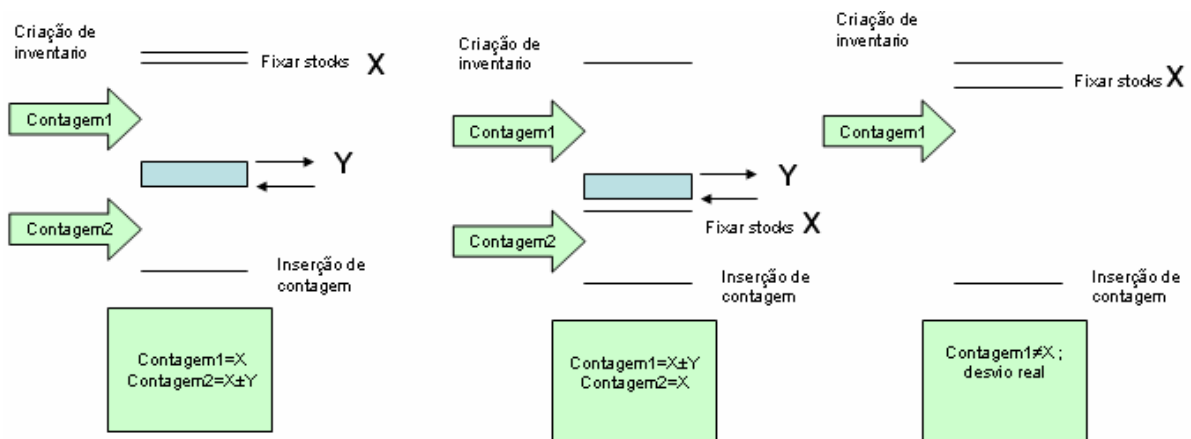 Criação de
inventario
Fixar stocks X
Contagem1
Y
Contagem2
Inserção de
contagem
Contagem1=X
Contagem2=X±Y
Criação de
inventario
Contagem1
Y
Fixar stocks X
Contagem2
Inserção de
contagem
Contagem1=X±Y
Contagem2=X
Criação de
inventario
Fixar stocks X
Contagem1
Inserção de
contagem
Contagem1≠X ;
desvio real